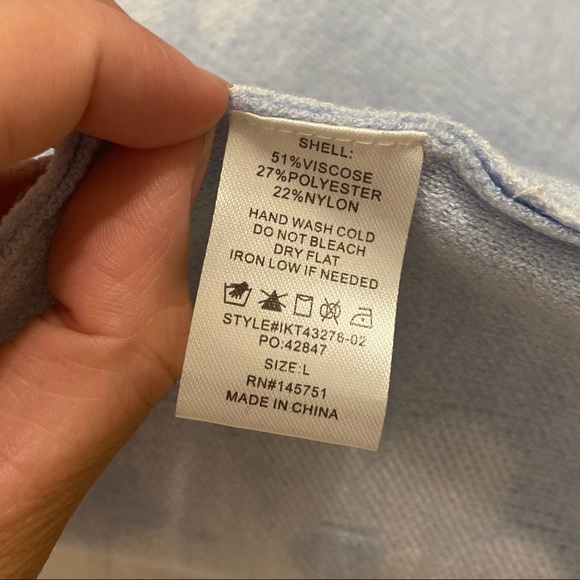 SHELL:
51%VISCOSE
27%POLYESTER
22%NYLON
HAND WASH COLD
DO NOT BLEACH
DRY FLAT
IRON LOW IF NEEDED
STYLE#IKT43276-02
PO:42847
SIZE:L
RN#145751
MADE IN CHINA